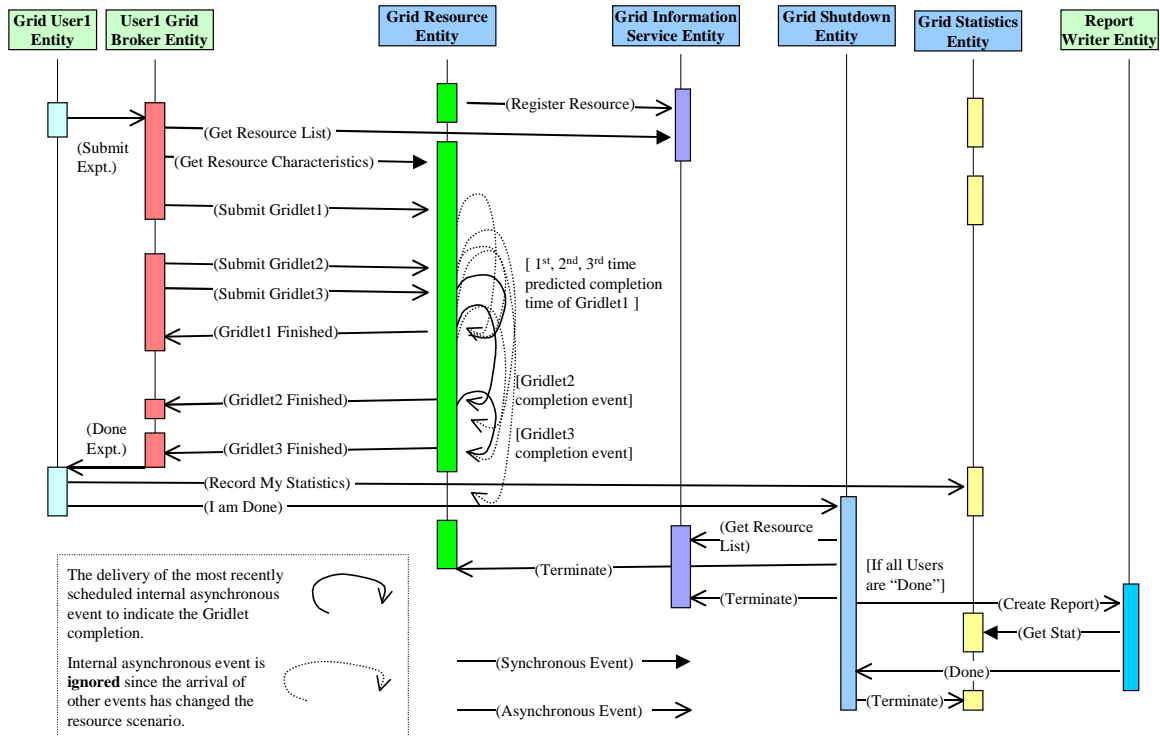 Grid User1
Entity
User1 Grid
Broker Entity
Grid Resource
Entity
Grid Information
Service Entity
Grid Shutdown
Entity
Grid Statistics
Entity
Report
Writer Entity
(Register Resource)
(Get Resource List)
(Submit
Expt.)
(Get Resource Characteristics)
(Submit Gridlet1)
(Submit Gridlet2)
(Submit Gridlet3)
[ 1st, 2nd, 3rd time
predicted completion
time of Gridlet1 ]
(Gridlet1 Finished)
[Gridlet2
completion event]
(Gridlet2 Finished)
(Done
Expt.)
[Gridlet3
completion event]
(Gridlet3 Finished)
(Record My Statistics)
(I am Done)
(Get Resource
List)
(Terminate)
[If all Users
are “Done”]
(Terminate)
(Create Report)
(Get Stat)
(Done)
(Terminate)
The delivery of the most recently
scheduled internal asynchronous
event to indicate the Gridlet
completion.
Internal asynchronous event is
ignored since the arrival of
other events has changed the
resource scenario.
(Synchronous Event)
(Asynchronous Event)